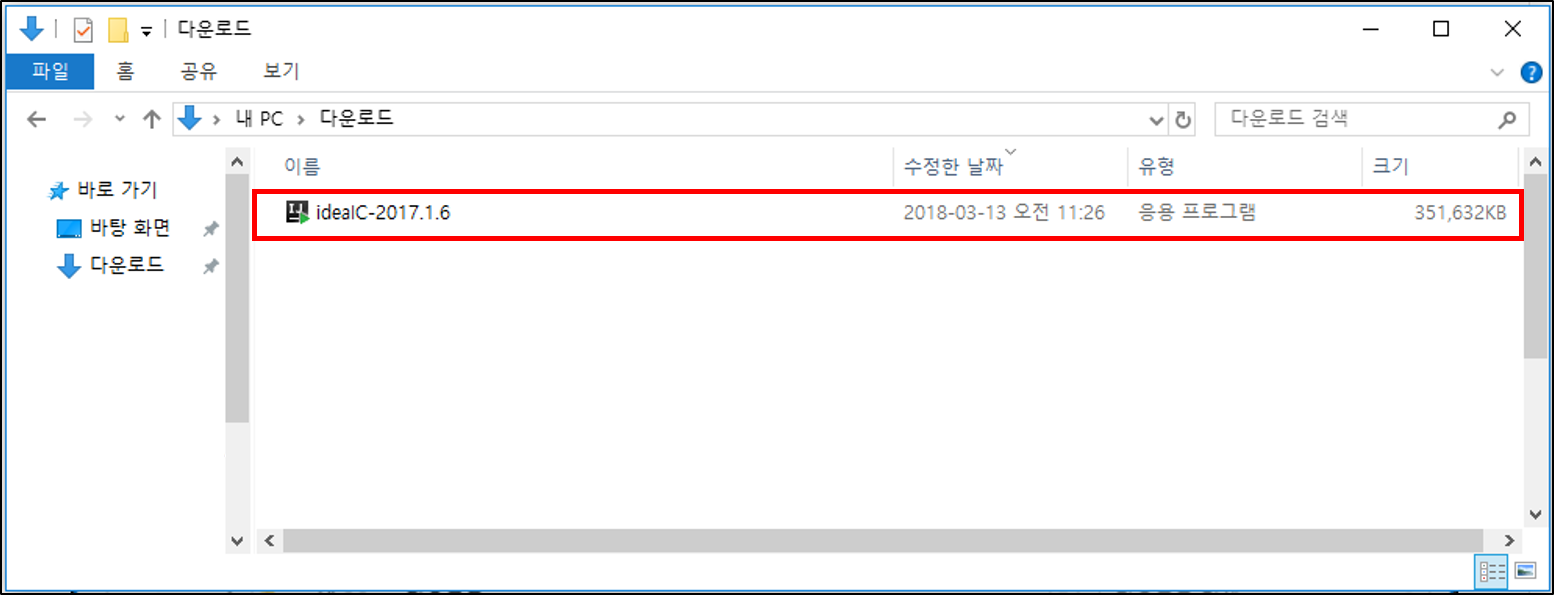 다운로드
파일 홈 공유 보기
내 PC 다운로드 다운로드 검색
이름 수정한 날짜 유형 크기
바로 가기
ideaIC-2017.1.6 2018-03-13 오전 11:26 응용 프로그램 351,632KB
바탕 화면
다운로드